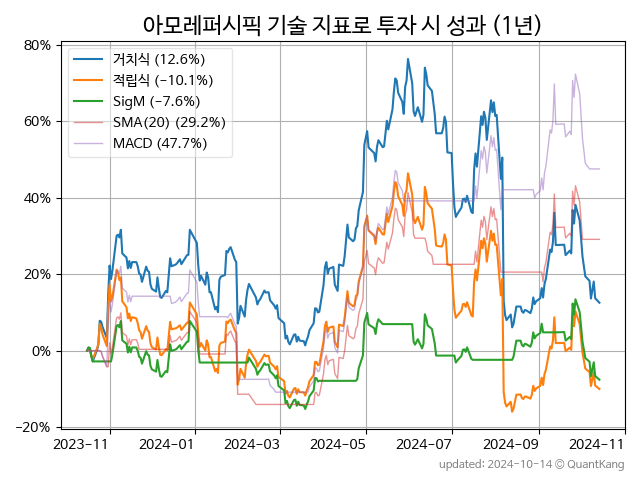 아모레퍼시픽 기술 지표로 투자 시 성과 (1년)
80%
60%
40%
20%
0%
−20%
거치식 (12.6%)
적립식 (−10.1%)
SigM (−7.6%)
SMA(20) (29.2%)
MACD (47.7%)
2023-11
2024-01
2024-03
2024-05
2024-07
2024-09
2024-11
updated: 2024-10-14 © QuantKang